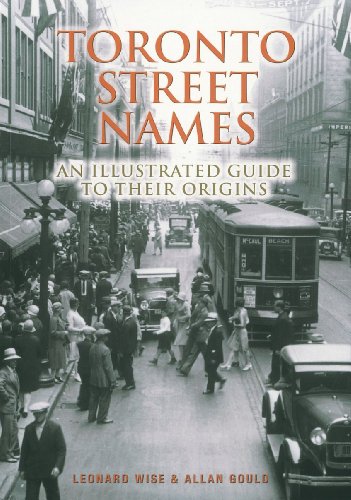 TORONTO
STREET
NAMES
AN ILLUSTRATED GUIDE
TO THEIR ORIGINS
MCCAUL BEACH
LEONARD WISE & ALLAN GOULD